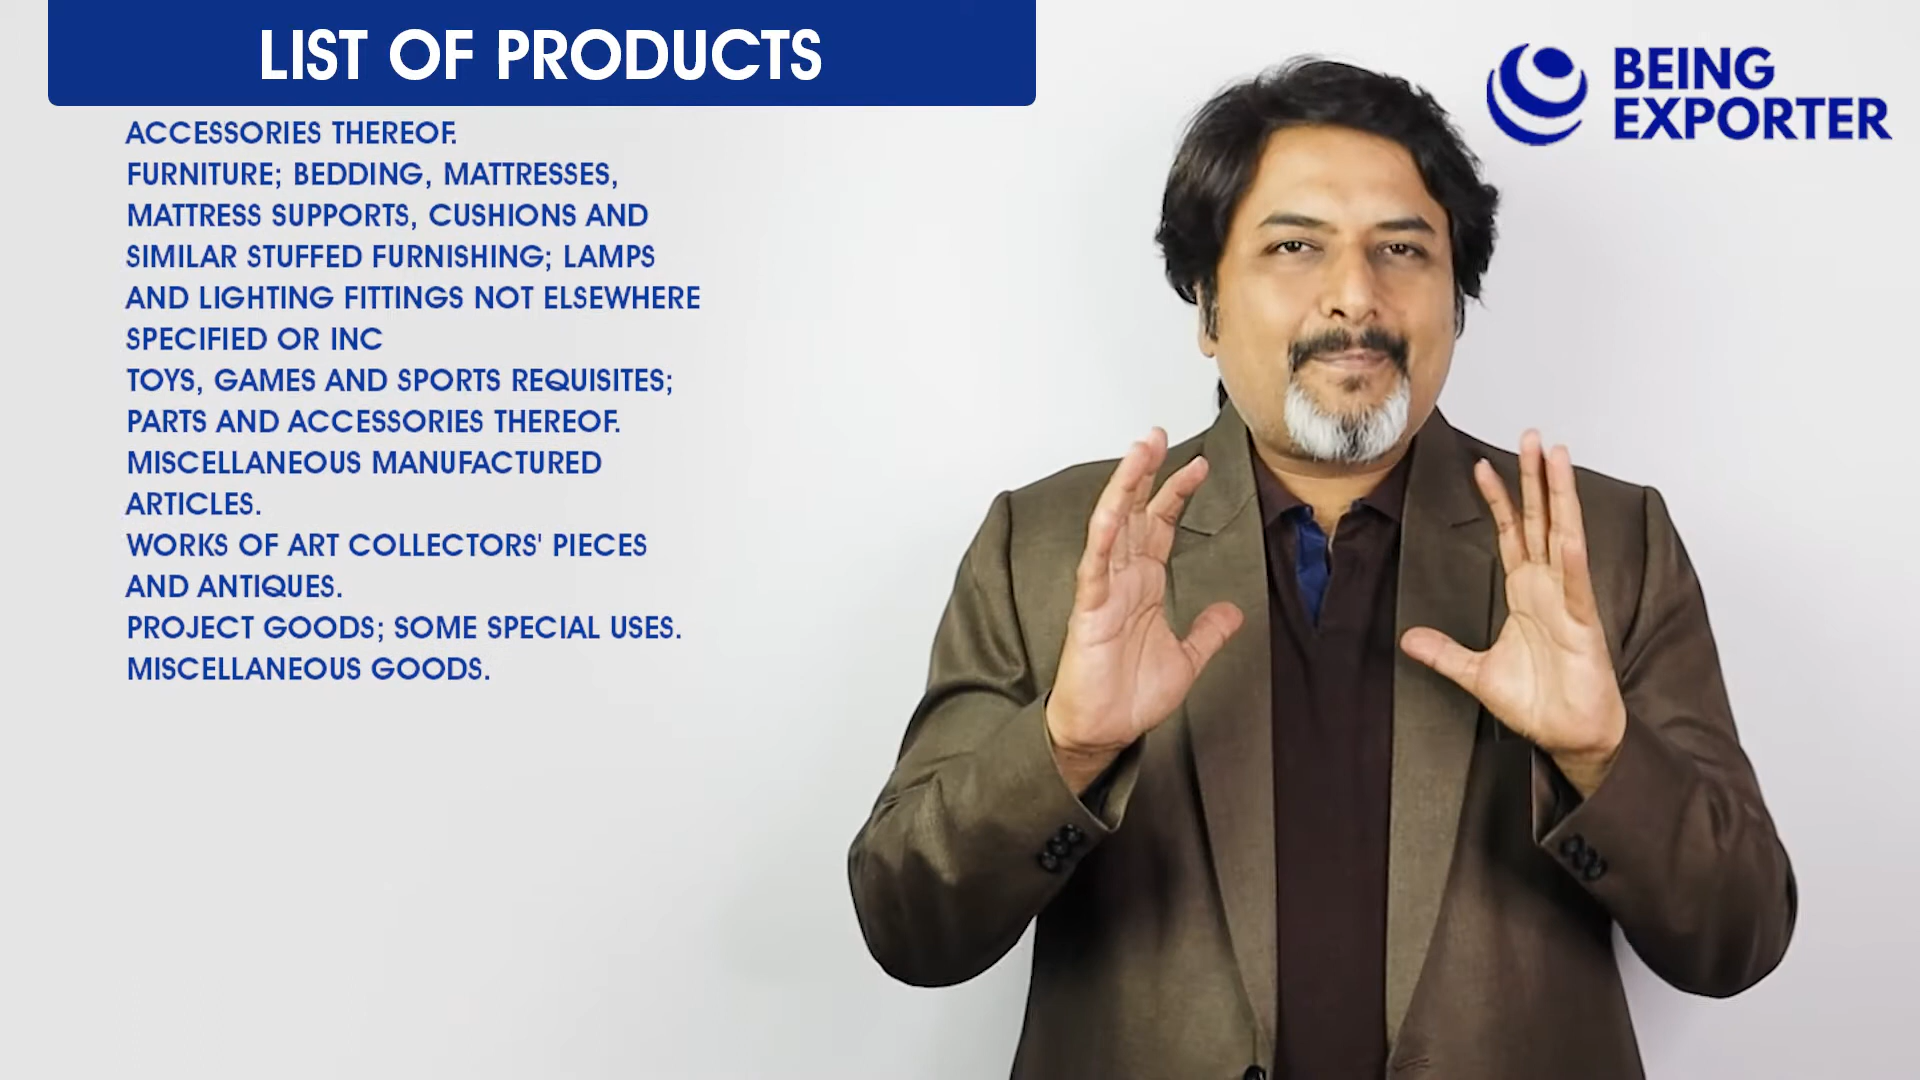 LIST OF PRODUCTS
BEING
EXPORTER
ACCESSORIES THEREOF.
FURNITURE; BEDDING, MATTRESSES,
MATTRESS SUPPORTS, CUSHIONS AND
SIMILAR STUFFED FURNISHING; LAMPS
AND LIGHTING FITTINGS NOT ELSEWHERE
SPECIFIED OR INC
TOYS, GAMES AND SPORTS REQUISITES;
PARTS AND ACCESSORIES THEREOF.
MISCELLANEOUS MANUFACTURED
ARTICLES.
WORKS OF ART COLLECTORS' PIECES
AND ANTIQUES.
PROJECT GOODS; SOME SPECIAL USES.
MISCELLANEOUS GOODS.